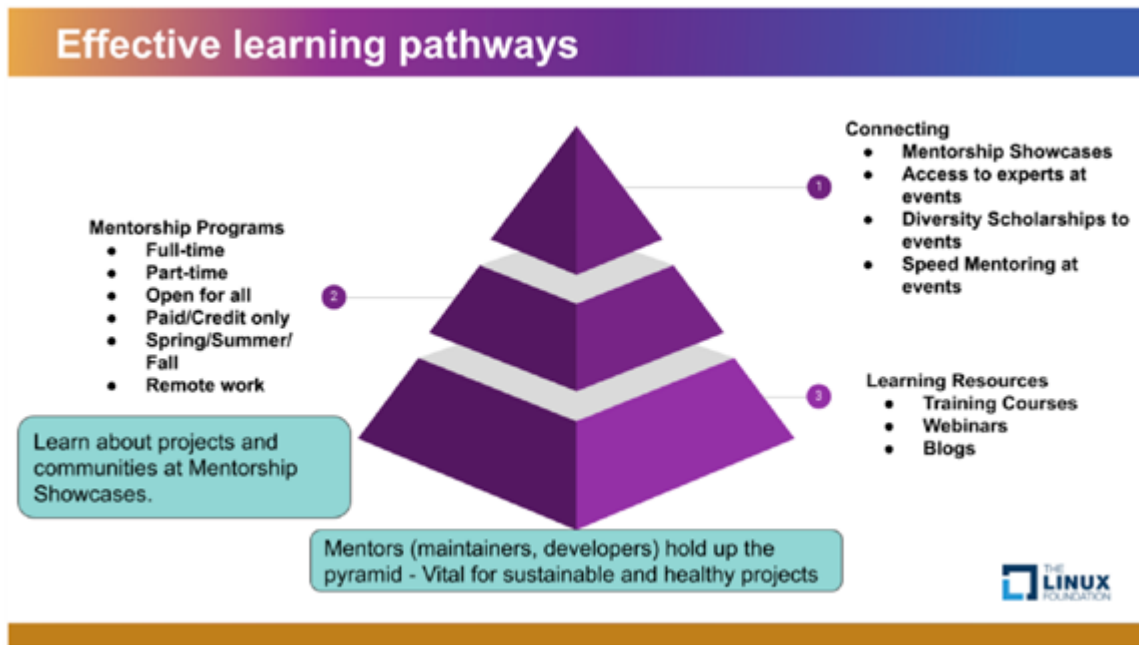 Effective learning pathways
Connecting
● Mentorship Showcases
● Access to experts at
events
● Diversity Scholarships to
events
● Speed Mentoring at
events
1
Mentorship Programs
● Full-time
● Part-time
● Open for all
● Paid/Credit only
● Spring/Summer/
Fall
● Remote work
2
3
Learning Resources
● Training Courses
● Webinars
● Blogs
Learn about projects and
communities at Mentorship
Showcases.
Mentors (maintainers, developers) hold up the
pyramid - Vital for sustainable and healthy projects
THE
LINUX
FOUNDATION